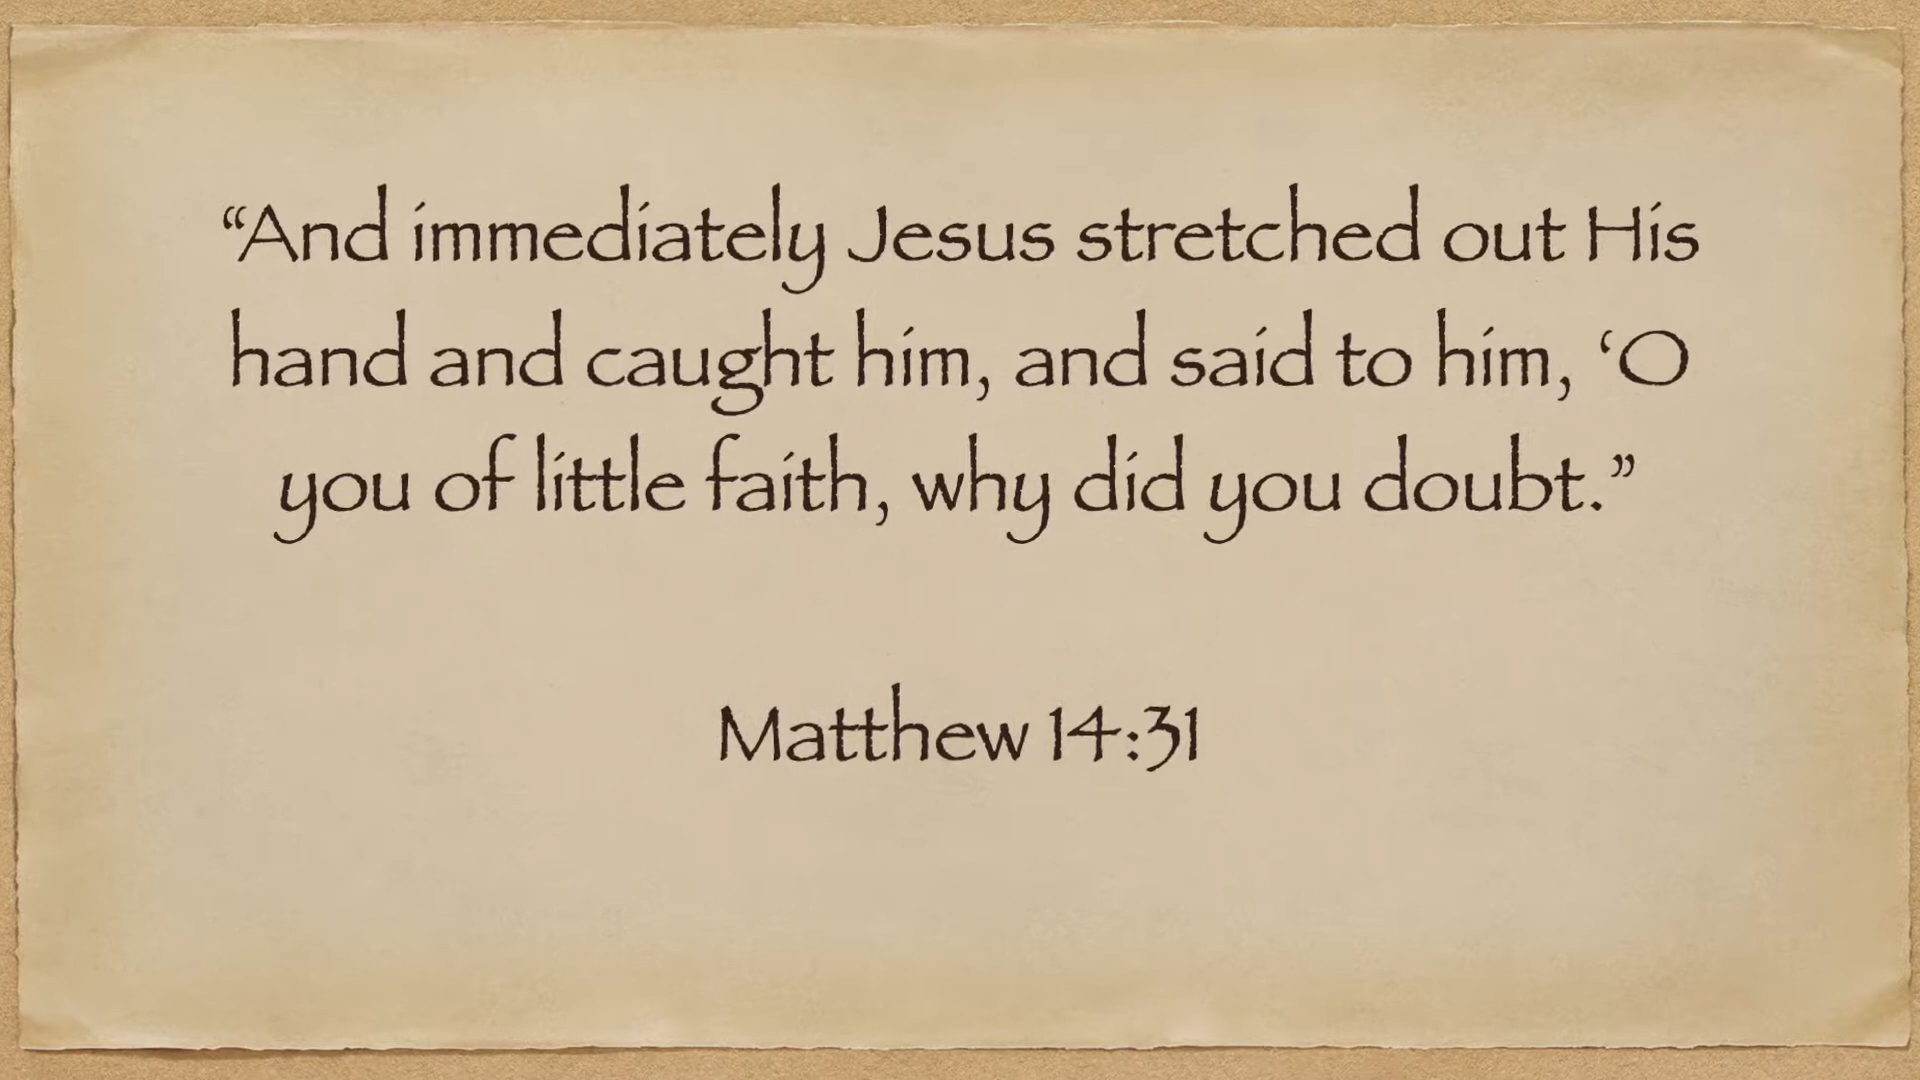 “And immediately Jesus stretched out His
hand and caught him, and said to him, ‘O
you of little faith, why did you doubt.”
Matthew 14:31